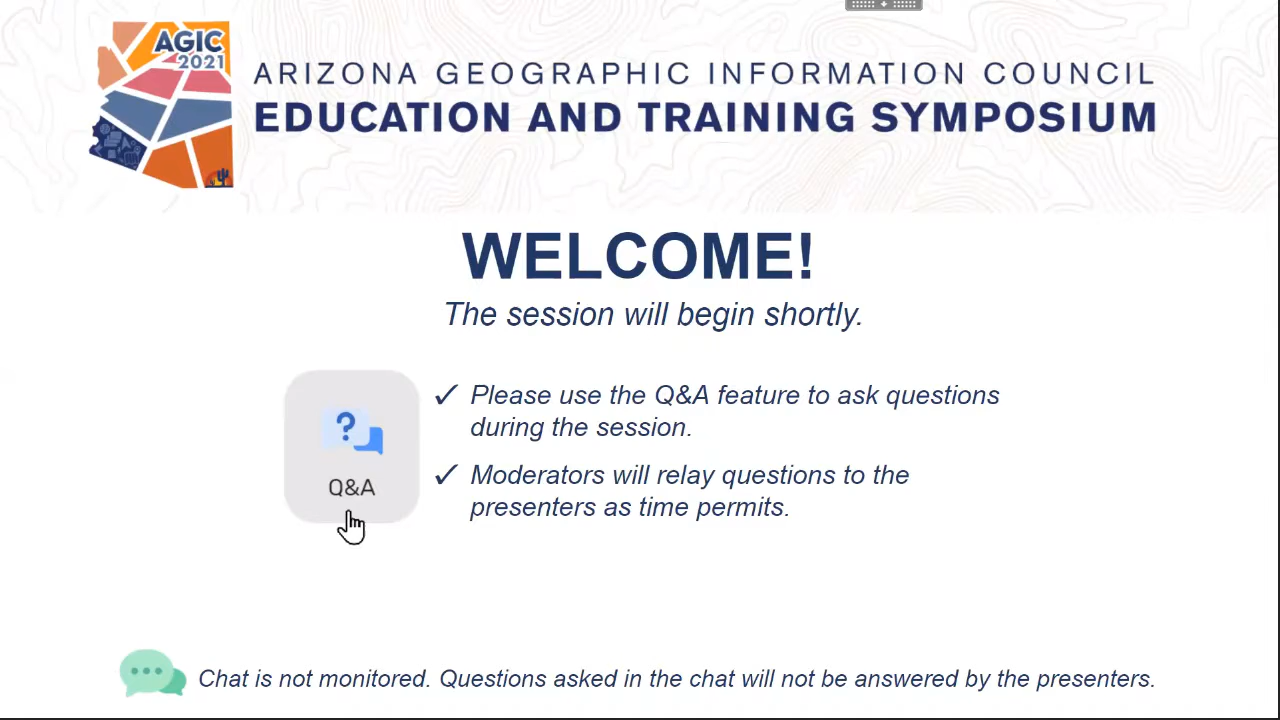 AGIC
2021
ARIZONA GEOGRAPHIC INFORMATION COUNCIL
EDUCATION AND TRAINING SYMPOSIUM
WELCOME!
The session will begin shortly.
?
Q&A
✓ Please use the Q&A feature to ask questions
during the session.
✓ Moderators will relay questions to the
presenters as time permits.
Chat is not monitored. Questions asked in the chat will not be answered by the presenters.